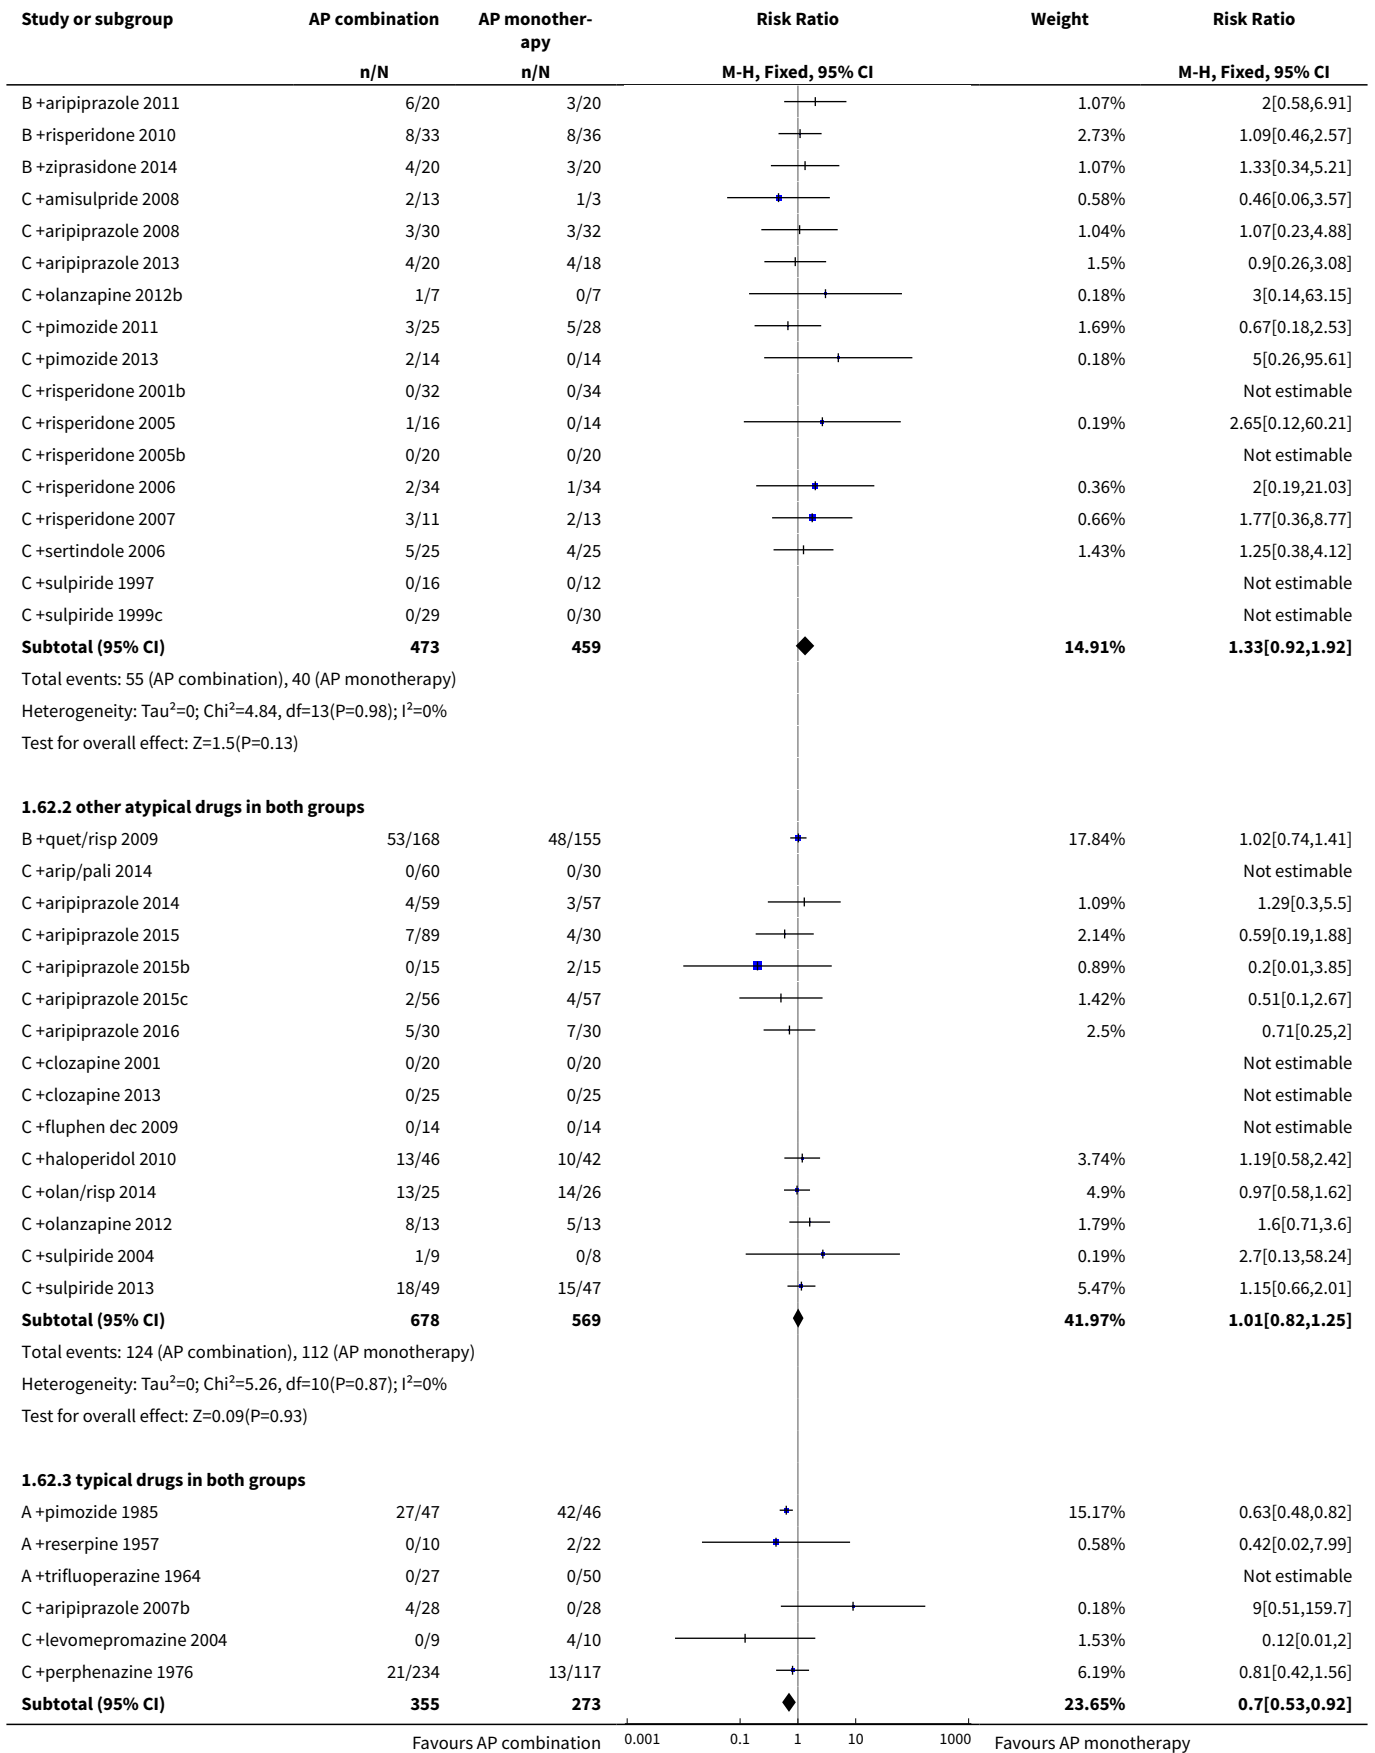 Study or subgroup AP combination AP monother- Risk Ratio Weight Risk Ratio
apy
n/N n/N M-H, Fixed, 95% CI M-H, Fixed, 95% CI
B +aripiprazole 2011 6/20 3/20 1.07% 2[0.58,6.91]
B +risperidone 2010 8/33 8/36 2.73% 1.09[0.46,2.57]
B +ziprasidone 2014 4/20 3/20 1.07% 1.33[0.34,5.21]
C +amisulpride 2008 2/13 1/3 0.58% 0.46[0.06,3.57]
C +aripiprazole 2008 3/30 3/32 1.04% 1.07[0.23,4.88]
C +aripiprazole 2013 4/20 4/18 1.5% 0.9[0.26,3.08]
C +olanzapine 2012b 1/7 0/7 0.18% 3[0.14,63.15]
C +pimozide 2011 3/25 5/28 1.69% 0.67[0.18,2.53]
C +pimozide 2013 2/14 0/14 0.18% 5[0.26,95.61]
C +risperidone 2001b 0/32 0/34 Not estimable
C +risperidone 2005 1/16 0/14 0.19% 2.65[0.12,60.21]
C +risperidone 2005b 0/20 0/20 Not estimable
C +risperidone 2006 2/34 1/34 0.36% 2[0.19,21.03]
C +risperidone 2007 3/11 2/13 0.66% 1.77[0.36,8.77]
C +sertindole 2006 5/25 4/25 1.43% 1.25[0.38,4.12]
C +sulpiride 1997 0/16 0/12 Not estimable
C +sulpiride 1999c 0/29 0/30 Not estimable
Subtotal (95% CI) 473 459 14.91% 1.33[0.92,1.92]
Total events: 55 (AP combination), 40 (AP monotherapy)
Heterogeneity: Tau²=0; Chi²=4.84, df=13(P=0.98); I²=0%
Test for overall effect: Z=1.5(P=0.13)
1.62.2 other atypical drugs in both groups
B +quet/risp 2009 53/168 48/155 17.84% 1.02[0.74,1.41]
C +arip/pali 2014 0/60 0/30 Not estimable
C +aripiprazole 2014 4/59 3/57 1.09% 1.29[0.3,5.5]
C +aripiprazole 2015 7/89 4/30 2.14% 0.59[0.19,1.88]
C +aripiprazole 2015b 0/15 2/15 0.89% 0.2[0.01,3.85]
C +aripiprazole 2015c 2/56 4/57 1.42% 0.51[0.1,2.67]
C +aripiprazole 2016 5/30 7/30 2.5% 0.71[0.25,2]
C +clozapine 2001 0/20 0/20 Not estimable
C +clozapine 2013 0/25 0/25 Not estimable
C +fluphen dec 2009 0/14 0/14 Not estimable
C +haloperidol 2010 13/46 10/42 3.74% 1.19[0.58,2.42]
C +olan/risp 2014 13/25 14/26 4.9% 0.97[0.58,1.62]
C +olanzapine 2012 8/13 5/13 1.79% 1.6[0.71,3.6]
C +sulpiride 2004 1/9 0/8 0.19% 2.7[0.13,58.24]
C +sulpiride 2013 18/49 15/47 5.47% 1.15[0.66,2.01]
Subtotal (95% CI) 678 569 41.97% 1.01[0.82,1.25]
Total events: 124 (AP combination), 112 (AP monotherapy)
Heterogeneity: Tau²=0; Chi²=5.26, df=10(P=0.87); I²=0%
Test for overall effect: Z=0.09(P=0.93)
1.62.3 typical drugs in both groups
A +pimozide 1985 27/47 42/46 15.17% 0.63[0.48,0.82]
A +reserpine 1957 0/10 2/22 0.58% 0.42[0.02,7.99]
A +trifluoperazine 1964 0/27 0/50 Not estimable
C +aripiprazole 2007b 4/28 0/28 0.18% 9[0.51,159.7]
C +levomepromazine 2004 0/9 4/10 1.53% 0.12[0.01,2]
C +perphenazine 1976 21/234 13/117 6.19% 0.81[0.42,1.56]
Subtotal (95% CI) 355 273 23.65% 0.7[0.53,0.92]
Favours AP combination 0.001 0.1 1 10 1000 Favours AP monotherapy